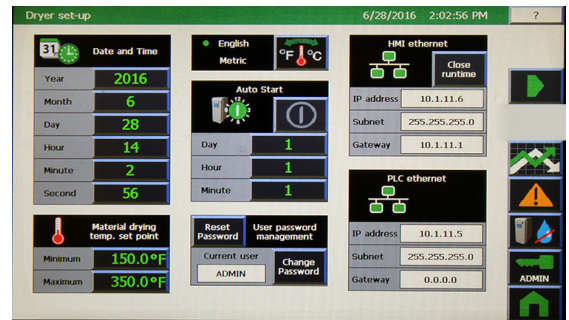 Dryer set-up
6/28/2016 2:02:56 PM
?
31
Date and Time
Year 2016
Month 6
Day 28
Hour 14
Minute 2
Second 56
Material drying
temp. set point
Minimum 150.0°F
Maximum 350.0°F
English
Metric
°F °C
Auto Start
12
Day 1
Hour 1
Minute 1
Reset
Password
User password
management
Current user
ADMIN
Change
Password
HMI ethernet
Close
runtime
IP address 10.1.11.6
Subnet 255.255.255.0
Gateway 10.1.11.1
PLC ethernet
IP address 10.1.11.5
Subnet 255.255.255.0
Gateway 0.0.0.0
ADMIN